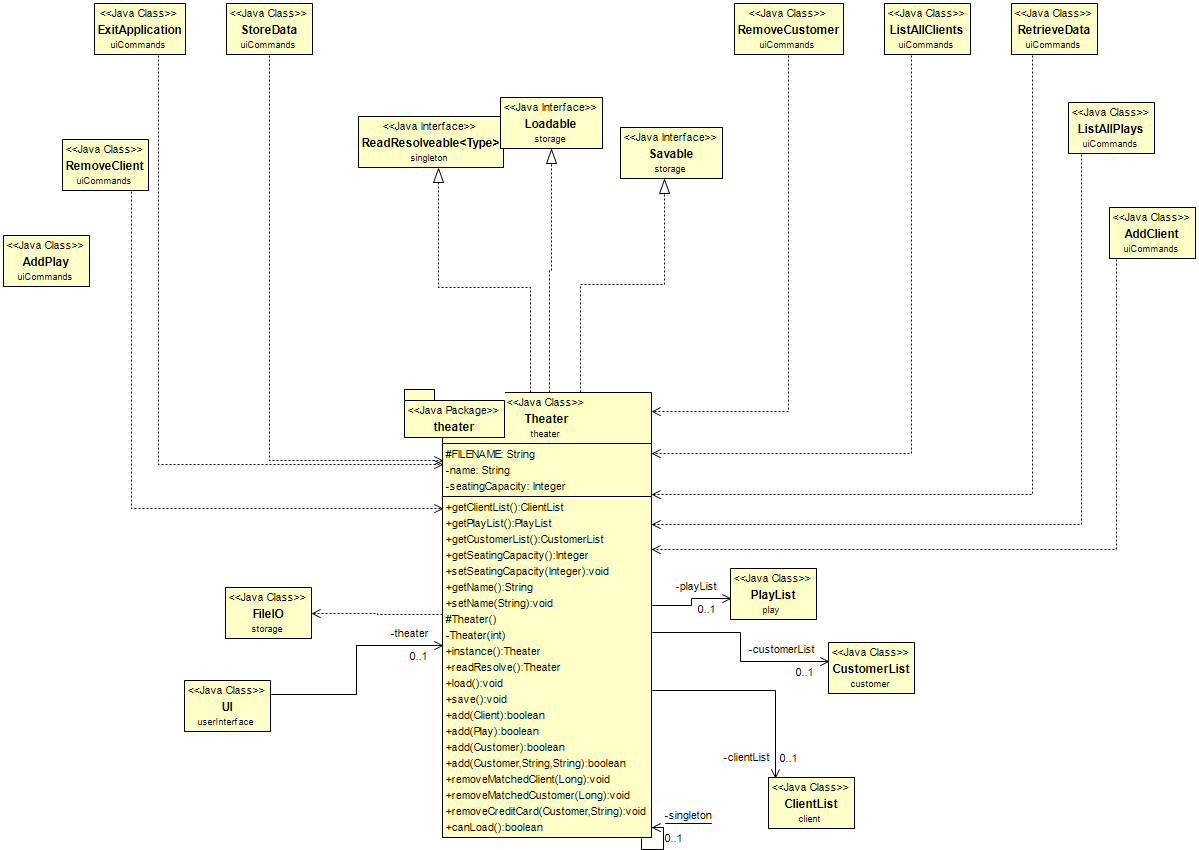 <<Java Class>>
ExitApplication
uiCommands
<<Java Class>>
StoreData
uiCommands
<<Java Class>>
RemoveCustomer
uiCommands
<<Java Class>>
ListAllClients
uiCommands
<<Java Class>>
RetrieveData
uiCommands
<<Java Interface>>
ReadResolveable<Type>
singleton
<<Java Interface>>
Loadable
storage
<<Java Interface>>
Savable
storage
<<Java Class>>
ListAllPlays
uiCommands
<<Java Class>>
RemoveClient
uiCommands
<<Java Class>>
AddClient
uiCommands
<<Java Class>>
AddPlay
uiCommands
<<Java Package>>
theater
<<Java Class>>
Theater
theater
#FILENAME: String
-name: String
-seatingCapacity: Integer
+getClientList():ClientList
+getPlayList():PlayList
+getCustomerList():CustomerList
+getSeatingCapacity():Integer
+setSeatingCapacity(Integer):void
+getName():String
+setName(String):void
#Theater()
-Theater(int)
+instance():Theater
+readResolve():Theater
+load():void
+save():void
+add(Client):boolean
+add(Play):boolean
+add(Customer):boolean
+add(Customer,String,String):boolean
+removeMatchedClient(Long):void
+removeMatchedCustomer(Long):void
+removeCreditCard(Customer,String):void
+canLoad():boolean
<<Java Class>>
FileIO
storage
-theater
0..1
<<Java Class>>
UI
userInterface
-playList
0..1
<<Java Class>>
PlayList
play
-customerList
0..1
<<Java Class>>
CustomerList
customer
-clientList
0..1
<<Java Class>>
ClientList
client
-singleton
0..1